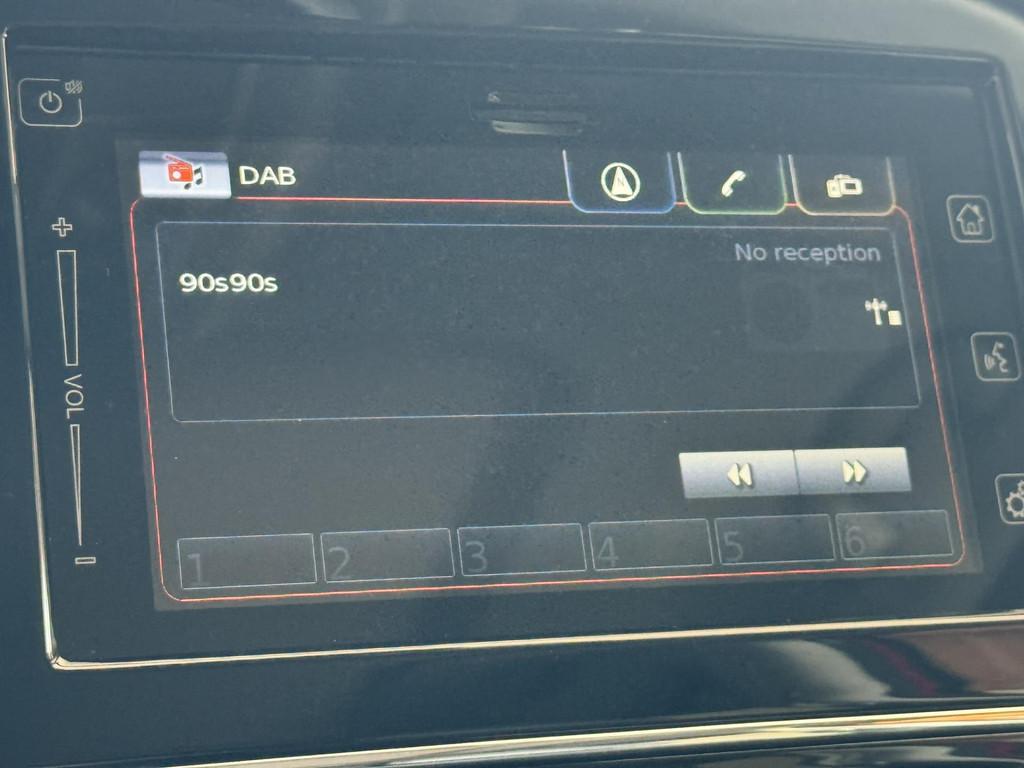 DAB
No reception
90s90s
VOL
1 2 3 4 5 6